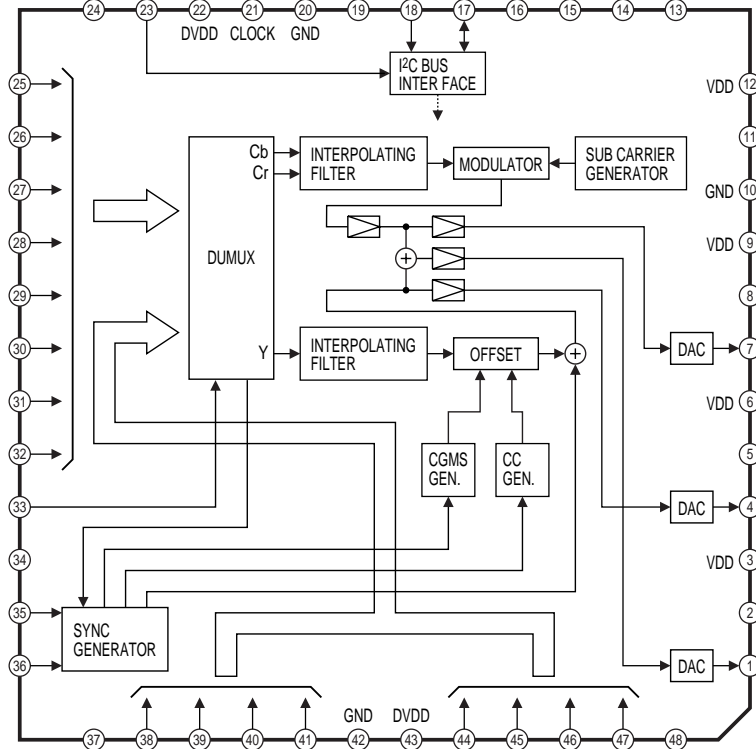 24 23 22 21 20 19 18 17 16 15 14 13
DVDD CLOCK GND
I²C BUS
INTER FACE
25
VDD 12
26
11
Cb
Cr
INTERPOLATING
FILTER
MODULATOR
SUB CARRIER
GENERATOR
27
GND 10
28
DUMUX
+
VDD 9
29
8
30
Y
INTERPOLATING
FILTER
OFFSET
+
DAC
7
31
VDD 6
32
CGMS
GEN.
CC
GEN.
5
33
DAC
4
34
VDD 3
35
SYNC
GENERATOR
2
36
DAC
1
GND DVDD
37 38 39 40 41 42 43 44 45 46 47 48